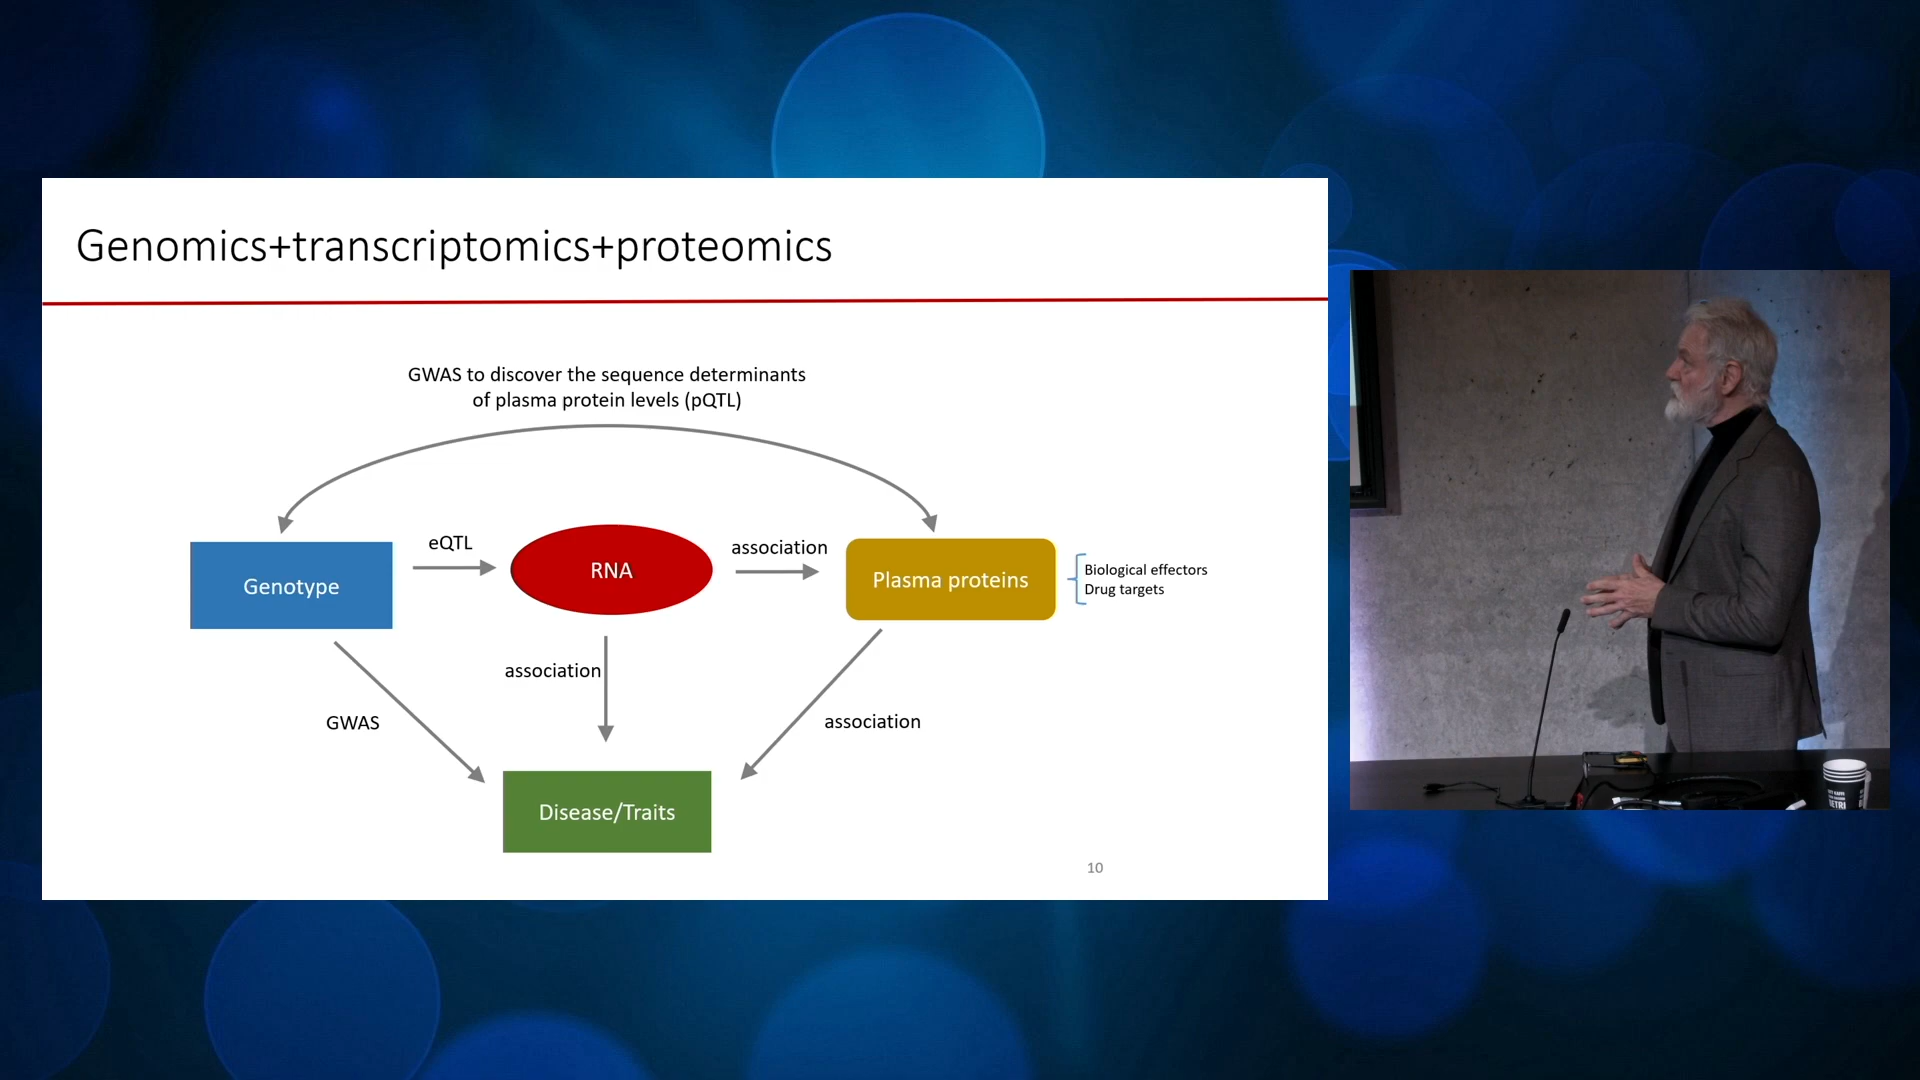 Genomics+transcriptomics+proteomics
GWAS to discover the sequence determinants
of plasma protein levels (pQTL)
eQTL
association
Genotype
RNA
Plasma proteins
Biological effectors
Drug targets
association
GWAS
association
Disease/Traits
10